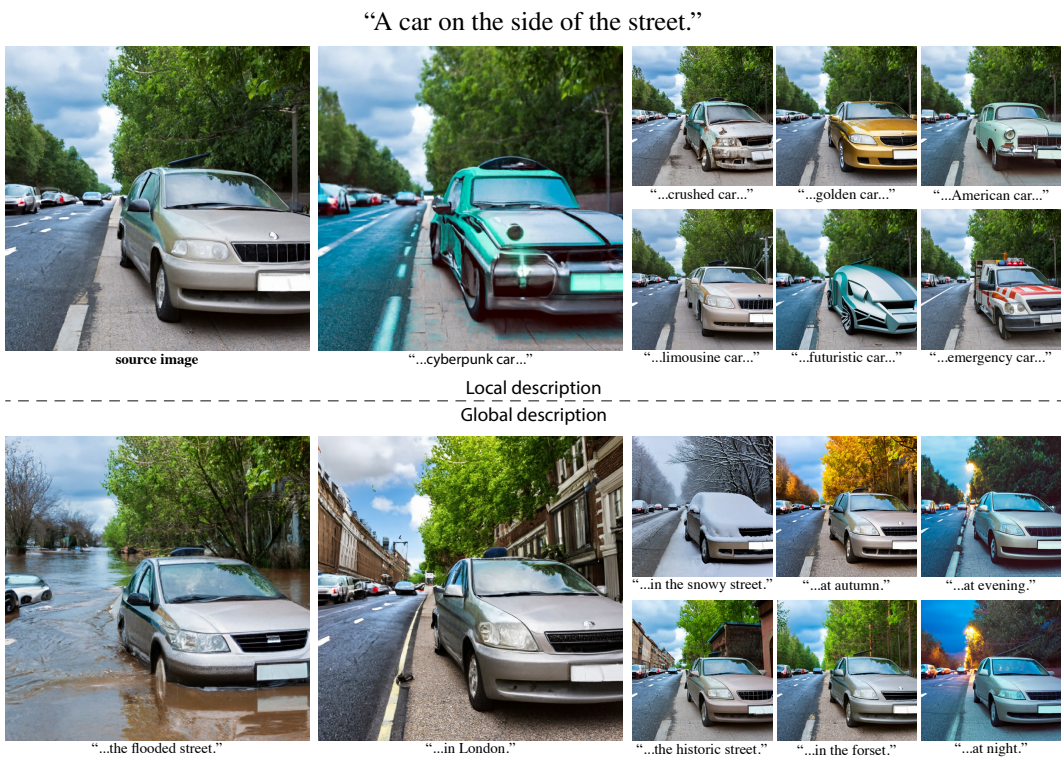 “A car on the side of the street.”
“...crushed car...”
“...golden car...”
“...American car...”
source image
“...cyberpunk car...”
“...limousine car...”
“...futuristic car...”
“...emergency car...”
Local description
Global description
“...in the snowy street.”
“...at autumn.”
“...at evening.”
“...the flooded street.”
“...in London.”
“...the historic street.”
“...in the forset.”
“...at night.”